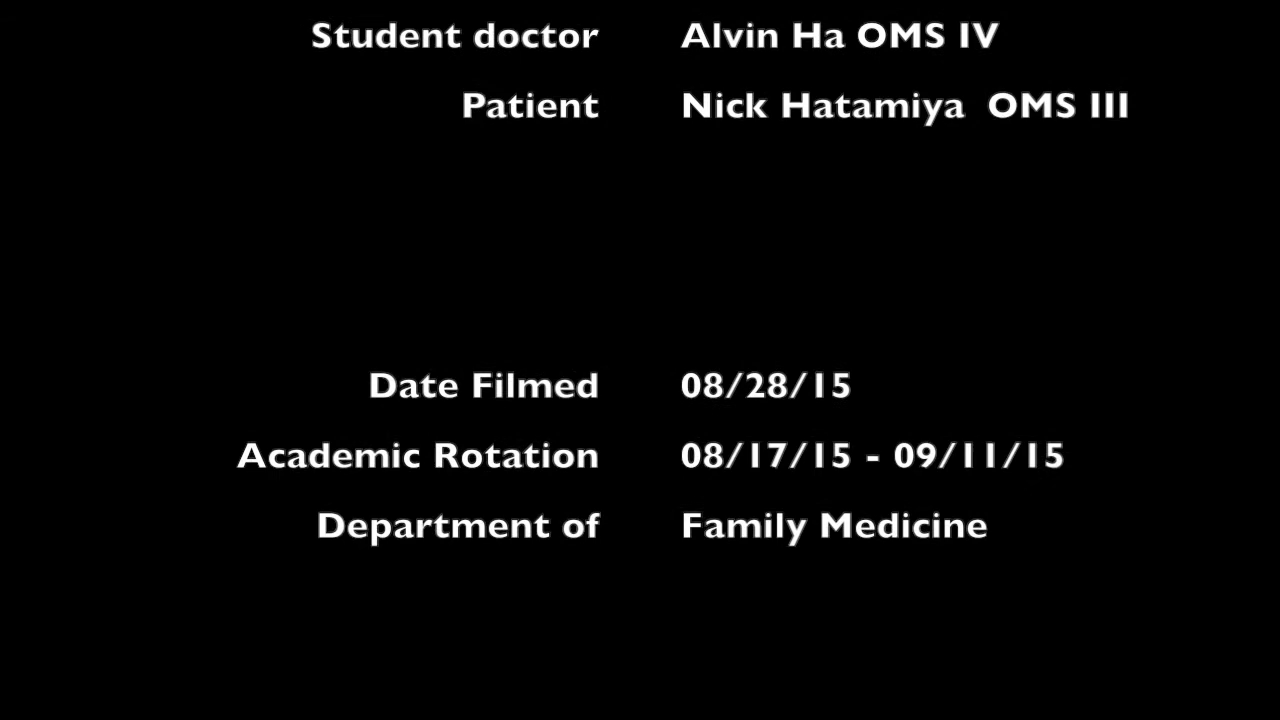 Student doctor Alvin Ha OMS IV
Patient Nick Hatamiya OMS III
Date Filmed 08/28/15
Academic Rotation 08/17/15 - 09/11/15
Department of Family Medicine